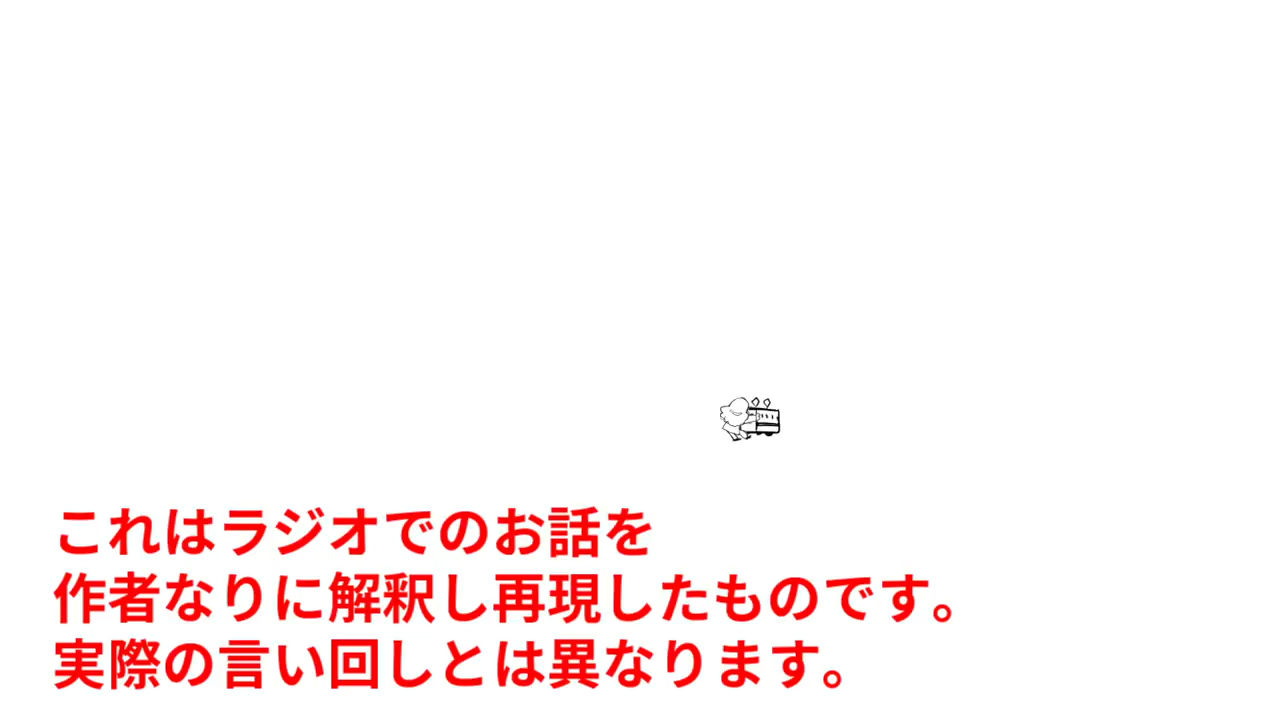 これはラジオでのお話を
作者なりに解釈し再現したものです。
実際の言い回しとは異なります。